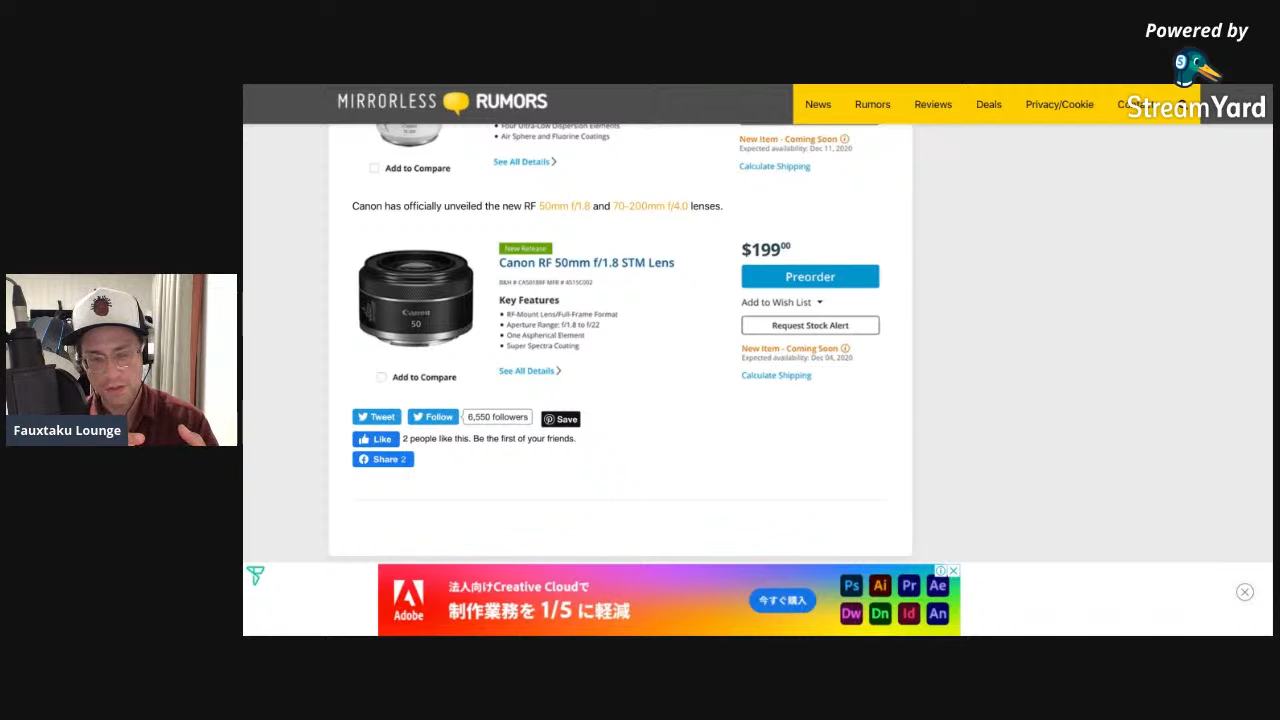 Powered by
StreamYard
MIRRORLESS RUMORS
News
Rumors
Reviews
Deals
Privacy/Cookie
Four Ultra-Low Dispersion Elements
Air Sphere and Fluorine Coatings
See All Details
Add to Compare
New Item - Coming Soon
Expected availability: Dec 11, 2020
Calculate Shipping
Canon has officially unveiled the new RF 50mm f/1.8 and 70-200mm f/4.0 lenses.
Canon
50
New Release
Canon RF 50mm f/1.8 STM Lens
B&H # CA5018RF MFR # 4515C002
Key Features
RF-Mount Lens/Full-Frame Format
Aperture Range: f/1.8 to f/22
One Aspherical Element
Super Spectra Coating
See All Details
Add to Compare
$199.00
Preorder
Add to Wish List
Request Stock Alert
New Item - Coming Soon
Expected availability: Dec 04, 2020
Calculate Shipping
Tweet
Follow
6,550 followers
Save
Like
2 people like this. Be the first of your friends.
Share 2
Fauxtaku Lounge
Adobe
法人向けCreative Cloudで
制作業務を 1/5 に軽減
今すぐ購入
Ps Ai Pr Ae
Dw Dn Id An